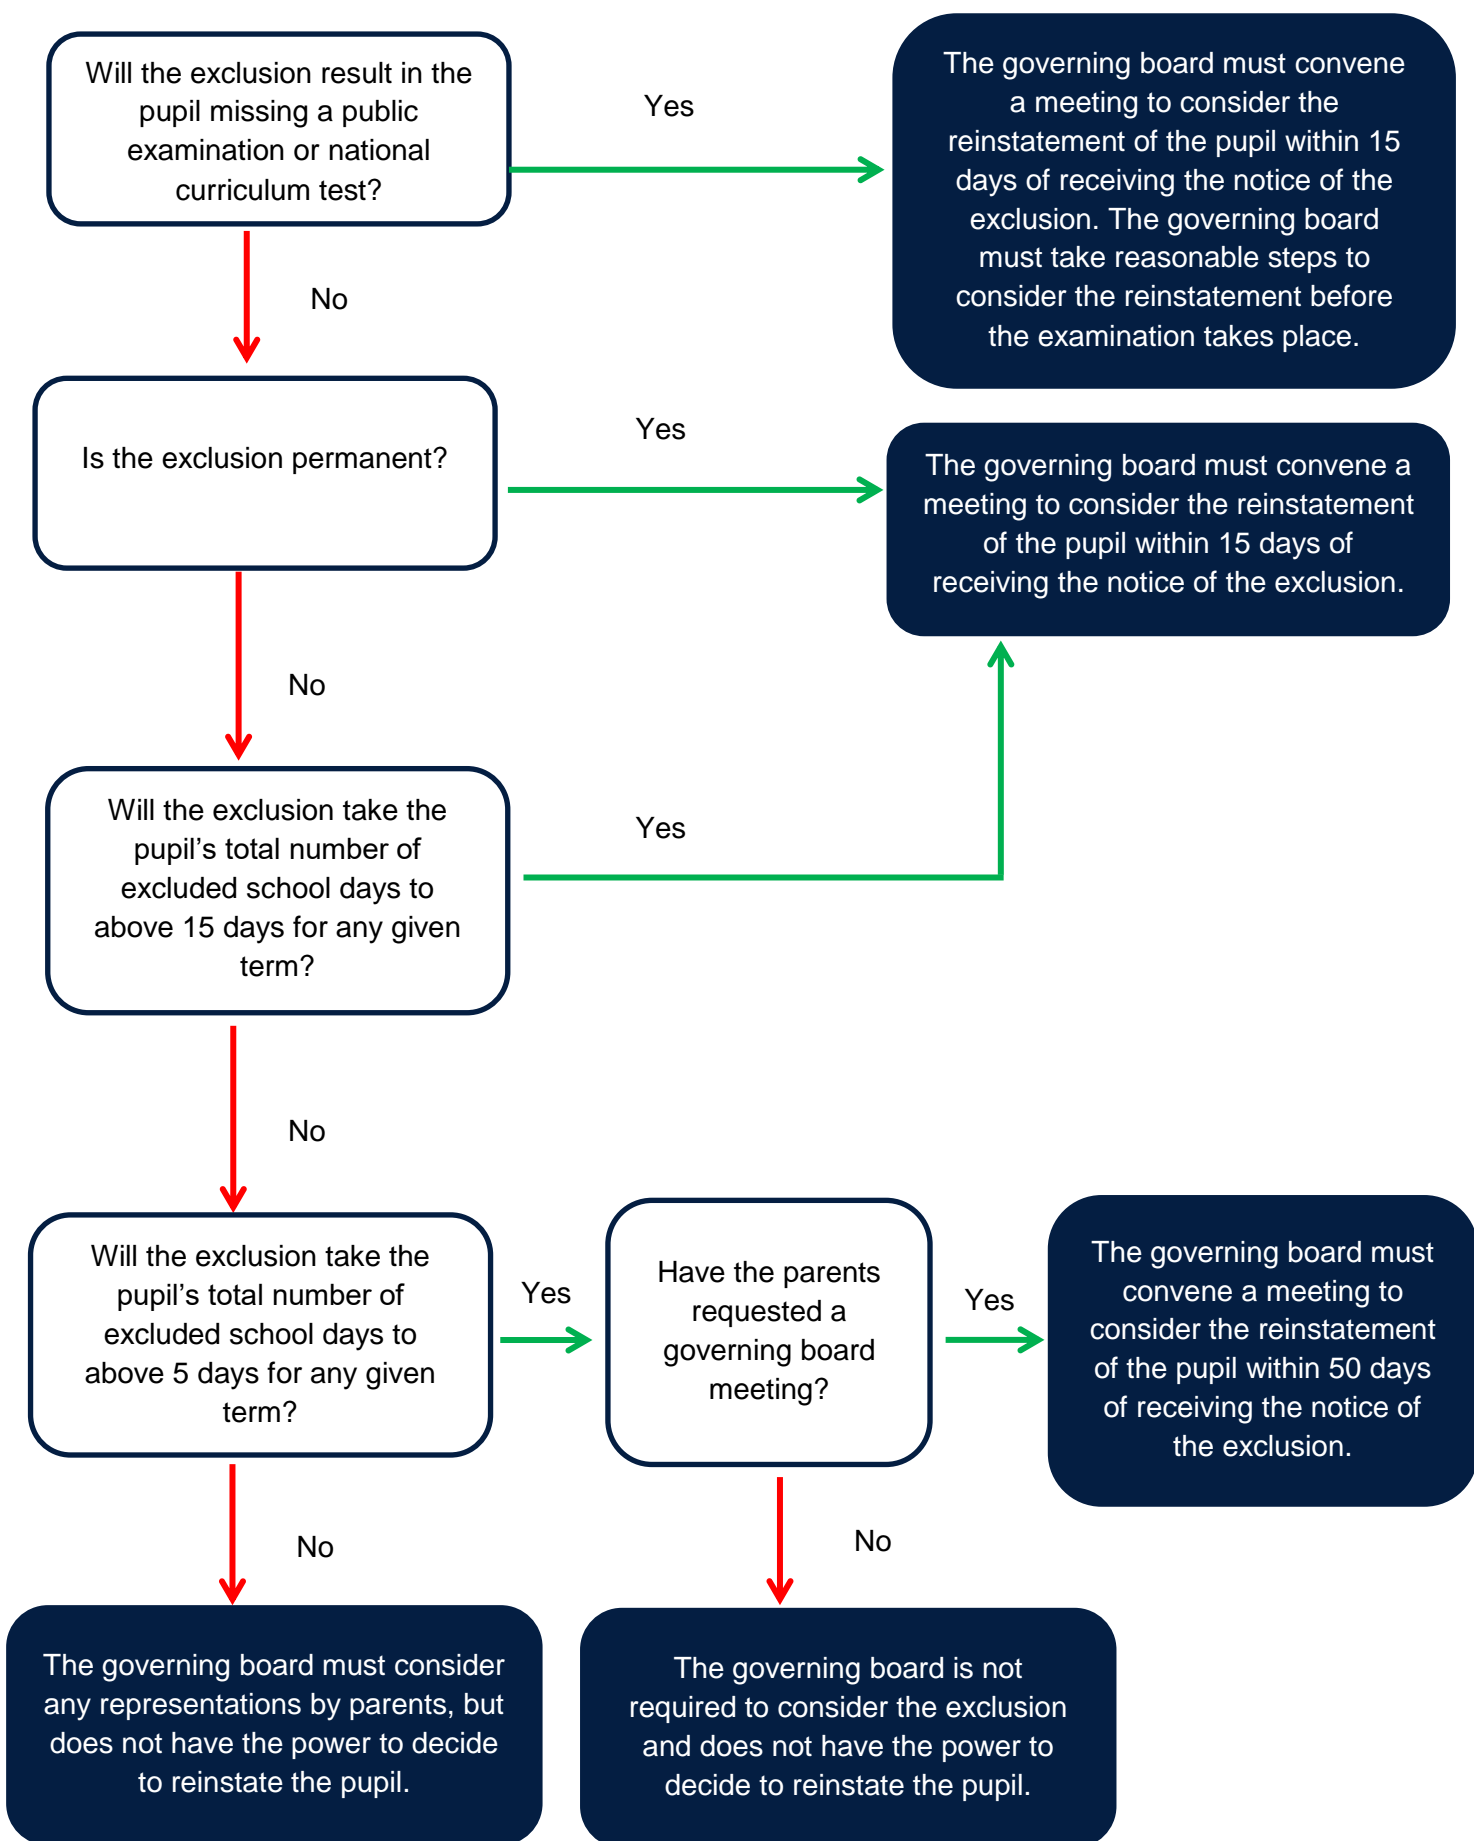 Will the exclusion result in the
pupil missing a public
examination or national
curriculum test?
Yes
The governing board must convene
a meeting to consider the
reinstatement of the pupil within 15
days of receiving the notice of the
exclusion. The governing board
must take reasonable steps to
consider the reinstatement before
the examination takes place.
No
Is the exclusion permanent?
Yes
The governing board must convene a
meeting to consider the reinstatement
of the pupil within 15 days of
receiving the notice of the exclusion.
No
Will the exclusion take the
pupil’s total number of
excluded school days to
above 15 days for any given
term?
Yes
No
Will the exclusion take the
pupil’s total number of
excluded school days to
above 5 days for any given
term?
Yes
Have the parents
requested a
governing board
meeting?
Yes
The governing board must
convene a meeting to
consider the reinstatement
of the pupil within 50 days
of receiving the notice of
the exclusion.
No
No
The governing board must consider
any representations by parents, but
does not have the power to decide
to reinstate the pupil.
The governing board is not
required to consider the exclusion
and does not have the power to
decide to reinstate the pupil.